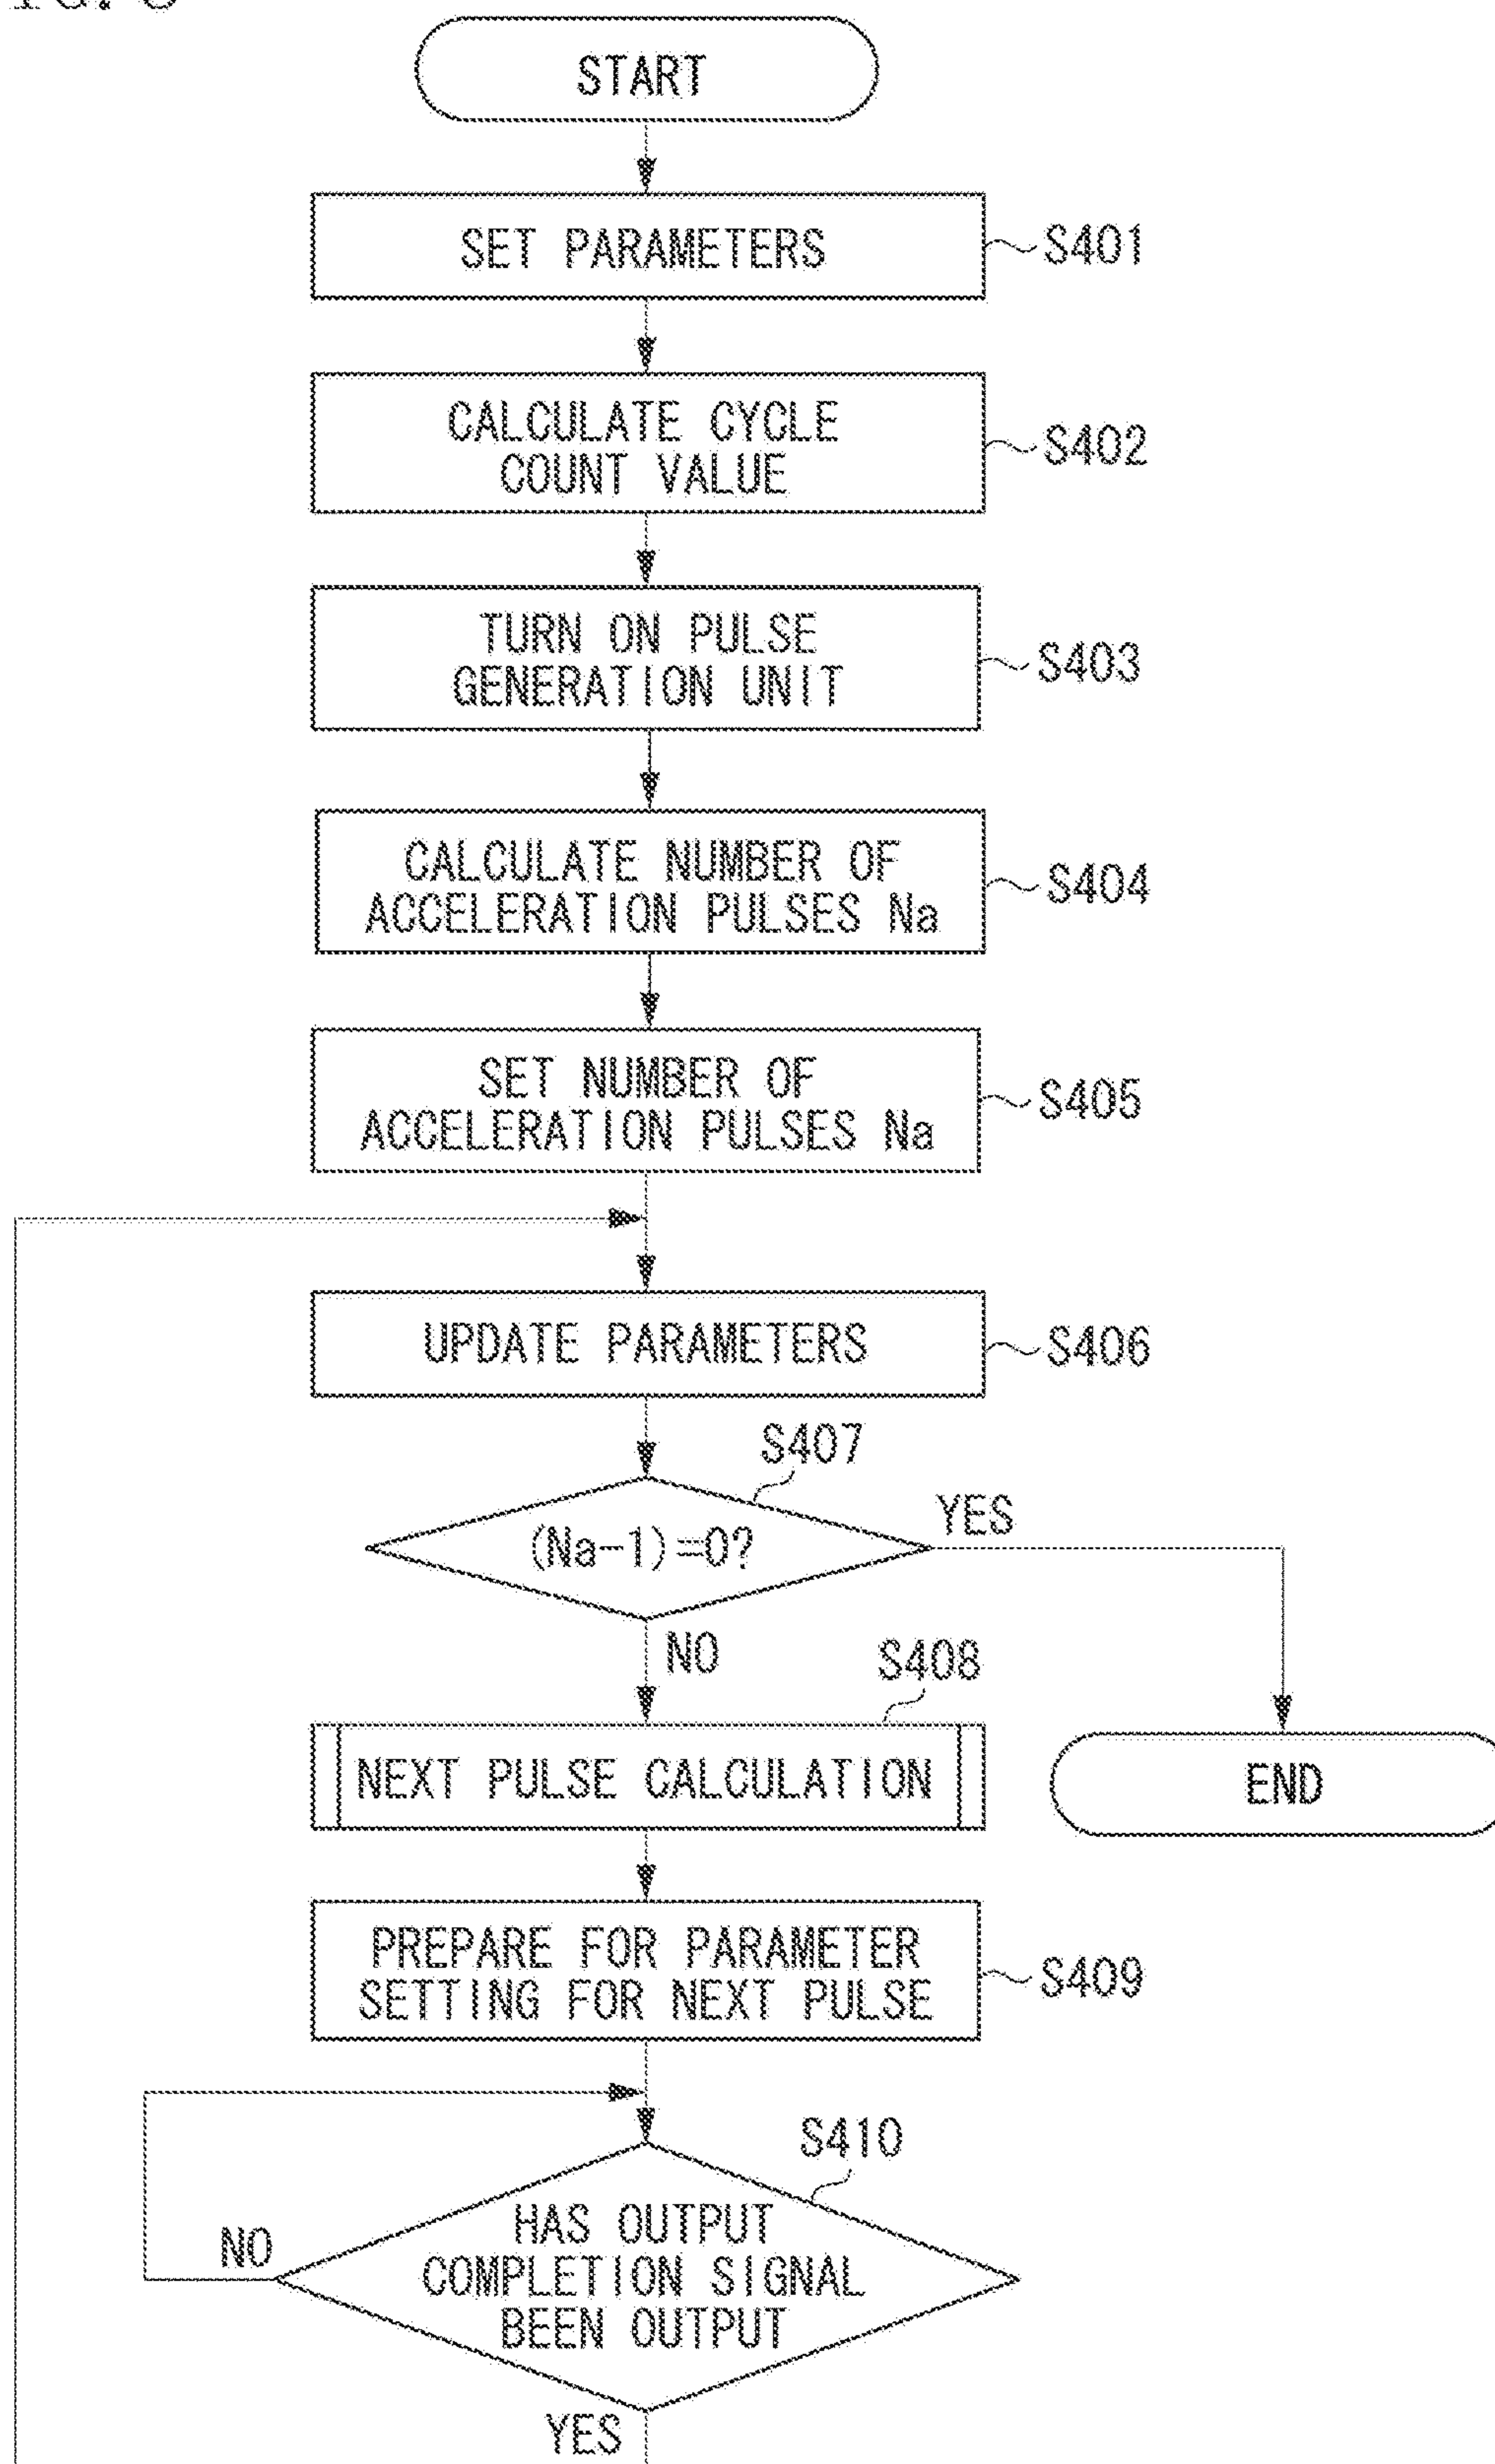 START
SET PARAMETERS
S401
CALCULATE CYCLE
COUNT VALUE
S402
TURN ON PULSE
GENERATION UNIT
S403
CALCULATE NUMBER OF
ACCELERATION PULSES Na
S404
SET NUMBER OF
ACCELERATION PULSES Na
S405
UPDATE PARAMETERS
S406
S407
(Na-1)=0?
YES
NO
S408
NEXT PULSE CALCULATION
END
PREPARE FOR PARAMETER
SETTING FOR NEXT PULSE
S409
S410
HAS OUTPUT
COMPLETION SIGNAL
BEEN OUTPUT
NO
YES